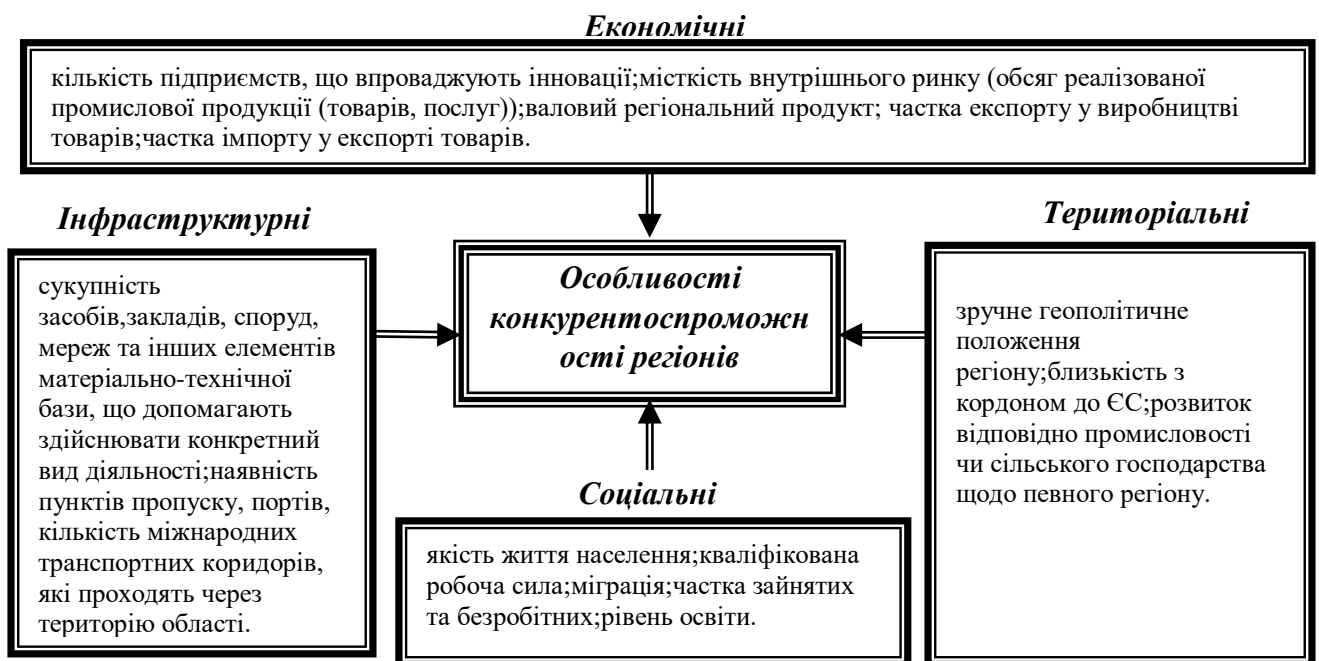 Економічні
кількість підприємств, що впроваджують інновації;місткість внутрішнього ринку (обсяг реалізованої
промислової продукції (товарів, послуг));валовий регіональний продукт; частка експорту у виробництві
товарів;частка імпорту у експорті товарів.
Інфраструктурні
сукупність
засобів,закладів, споруд,
мереж та інших елементів
матеріально-технічної
бази, що допомагають
здійснювати конкретний
вид діяльності;наявність
пунктів пропуску, портів,
кількість міжнародних
транспортних коридорів,
які проходять через
територію області.
Особливості
конкурентоспроможн
ості регіонів
Територіальні
зручне геополітичне
положення
регіону;близькість з
кордоном до ЄС;розвиток
відповідно промисловості
чи сільського господарства
щодо певного регіону.
Соціальні
якість життя населення;кваліфікована
робоча сила;міграція;частка зайнятих
та безробітних;рівень освіти.